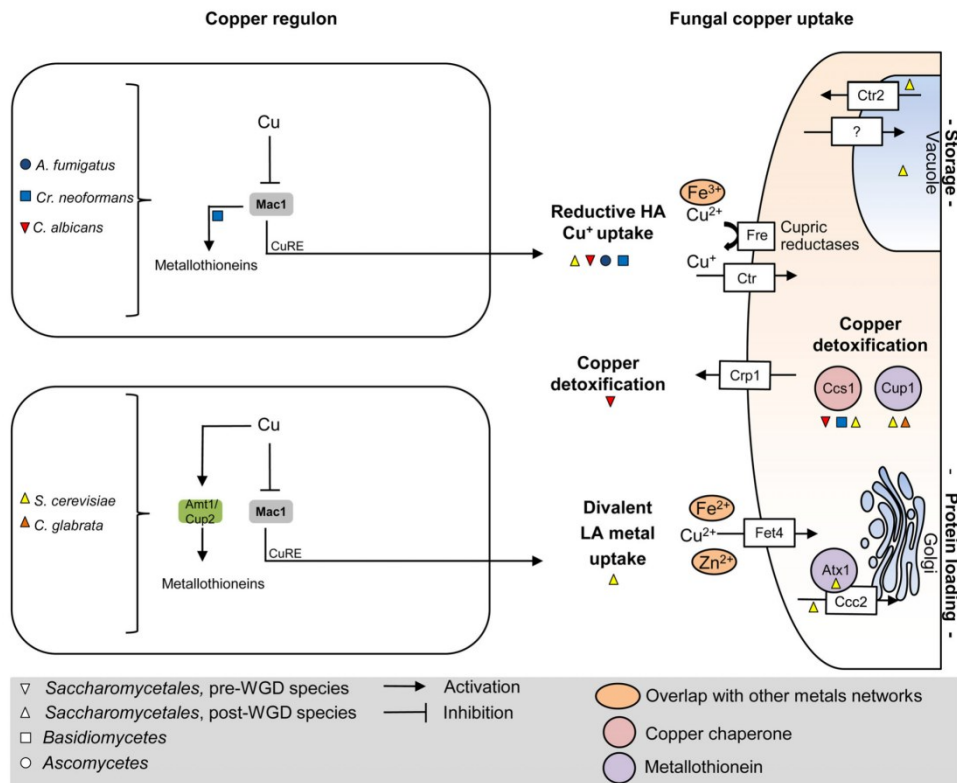 Copper regulon
Fungal copper uptake
Cu
A. fumigatus
Cr. neoformans
C. albicans
Mac1
CuRE
Metallothioneins
Reductive HA
Cu⁺ uptake
Fe³⁺
Cu²⁺
Fre
Cupric
reductases
Cu⁺
Ctr
Ctr2
?
Vacuole
- Storage -
Copper
detoxification
Crp1
Copper
detoxification
Ccs1
Cup1
Cu
S. cerevisiae
C. glabrata
Amt1/
Cup2
Mac1
CuRE
Metallothioneins
Divalent
LA metal
uptake
Fe²⁺
Cu²⁺
Zn²⁺
Fet4
Atx1
Ccc2
Golgi
- Protein loading -
Saccharomycetales, pre-WGD species
Saccharomycetales, post-WGD species
Basidiomycetes
Ascomycetes
Activation
Inhibition
Overlap with other metals networks
Copper chaperone
Metallothionein